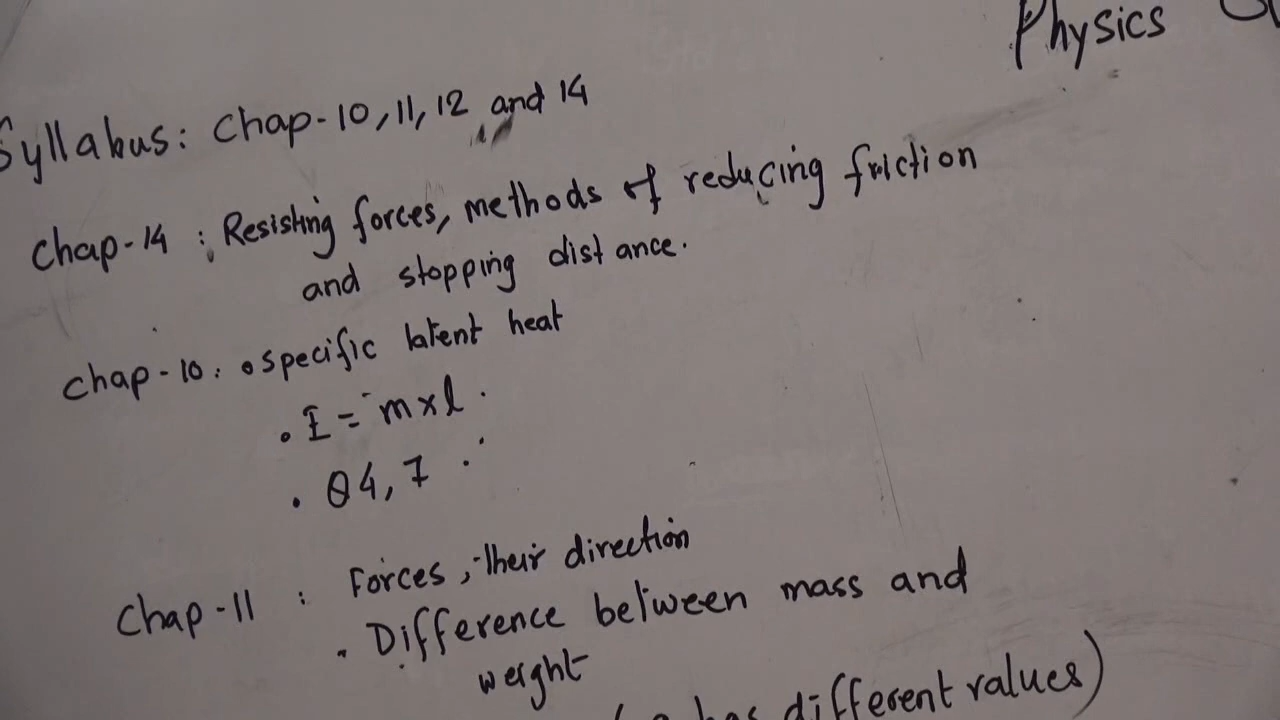 Physics
Syllabus: Chap-10, 11, 12 and 14
Chap-14 : Resisting forces, methods of reducing friction
and stopping distance.
Chap-10: • specific latent heat
• E = m x l
• Q4, 7
Chap-11 : Forces, their direction
• Difference between mass and
weight
has different values)